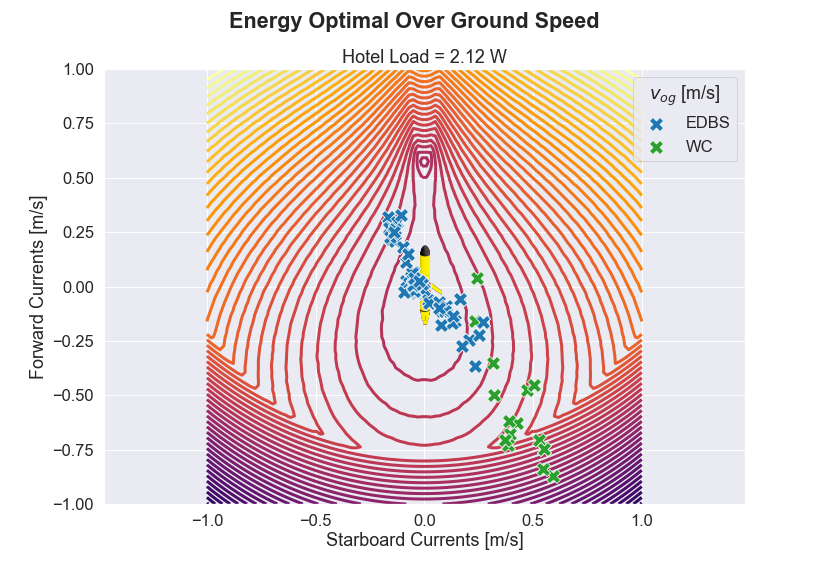 Energy Optimal Over Ground Speed
Hotel Load = 2.12 W
v_og [m/s]
EDBS
WC
Forward Currents [m/s]
1.00
0.75
0.50
0.25
0.00
−0.25
−0.50
−0.75
−1.00
−1.0 −0.5 0.0 0.5 1.0
Starboard Currents [m/s]